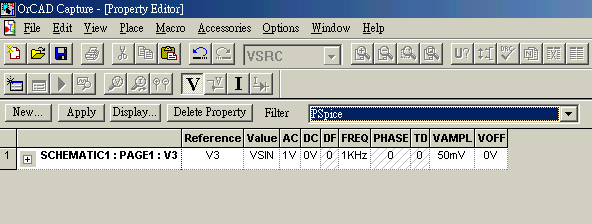 OrCAD Capture - [Property Editor]
File Edit View Place Macro Accessories Options Window Help
VSRC
U? DRC
V V I I
New... Apply Display... Delete Property Filter PSpice
Reference Value AC DC DF FREQ PHASE TD VAMPL VOFF
1 + SCHEMATIC1 : PAGE1 : V3 V3 VSIN 1V 0V 0 1KHz 0 0 50mV 0V